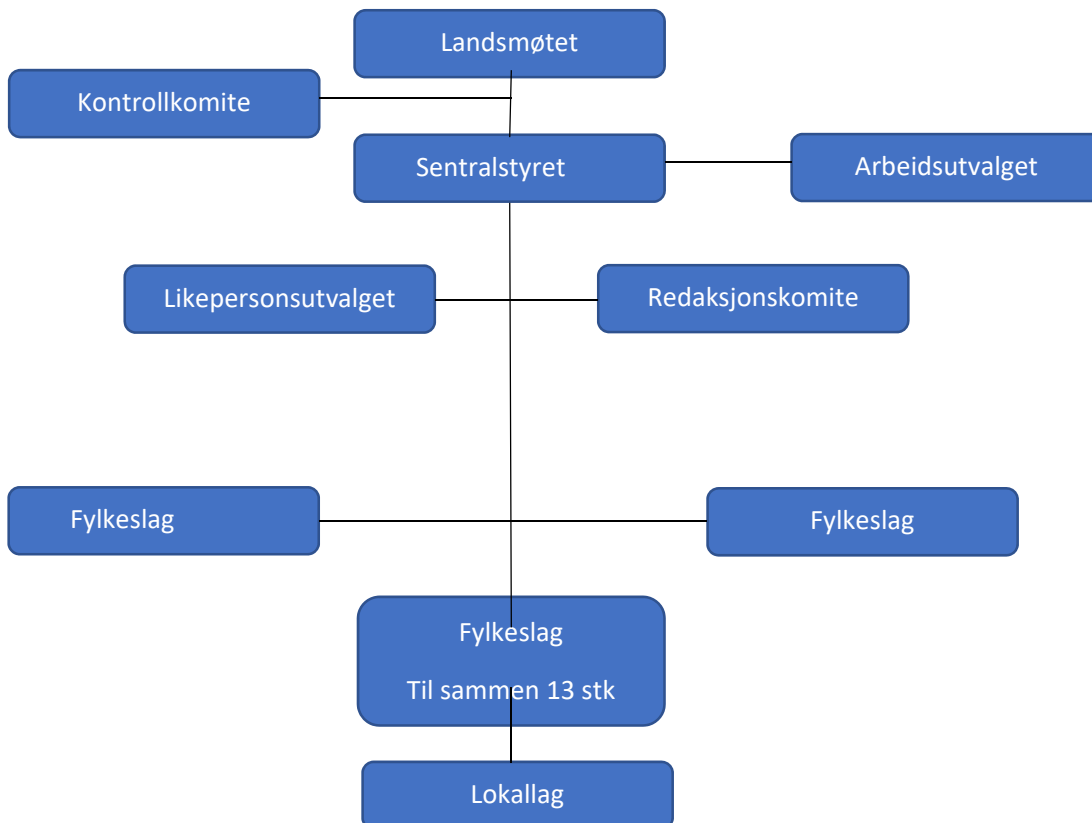 Landsmøtet
Kontrollkomite
Sentralstyret
Arbeidsutvalget
Likepersonsutvalget
Redaksjonskomite
Fylkeslag
Fylkeslag
Fylkeslag
Til sammen 13 stk
Lokallag